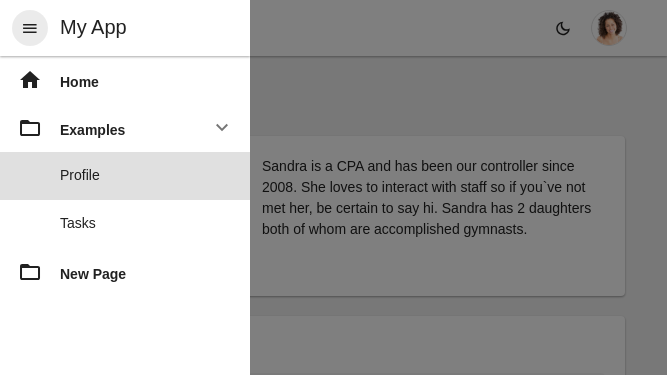 My App
Home
Examples
Profile
Tasks
New Page
Sandra is a CPA and has been our controller since
2008. She loves to interact with staff so if you`ve not
met her, be certain to say hi. Sandra has 2 daughters
both of whom are accomplished gymnasts.